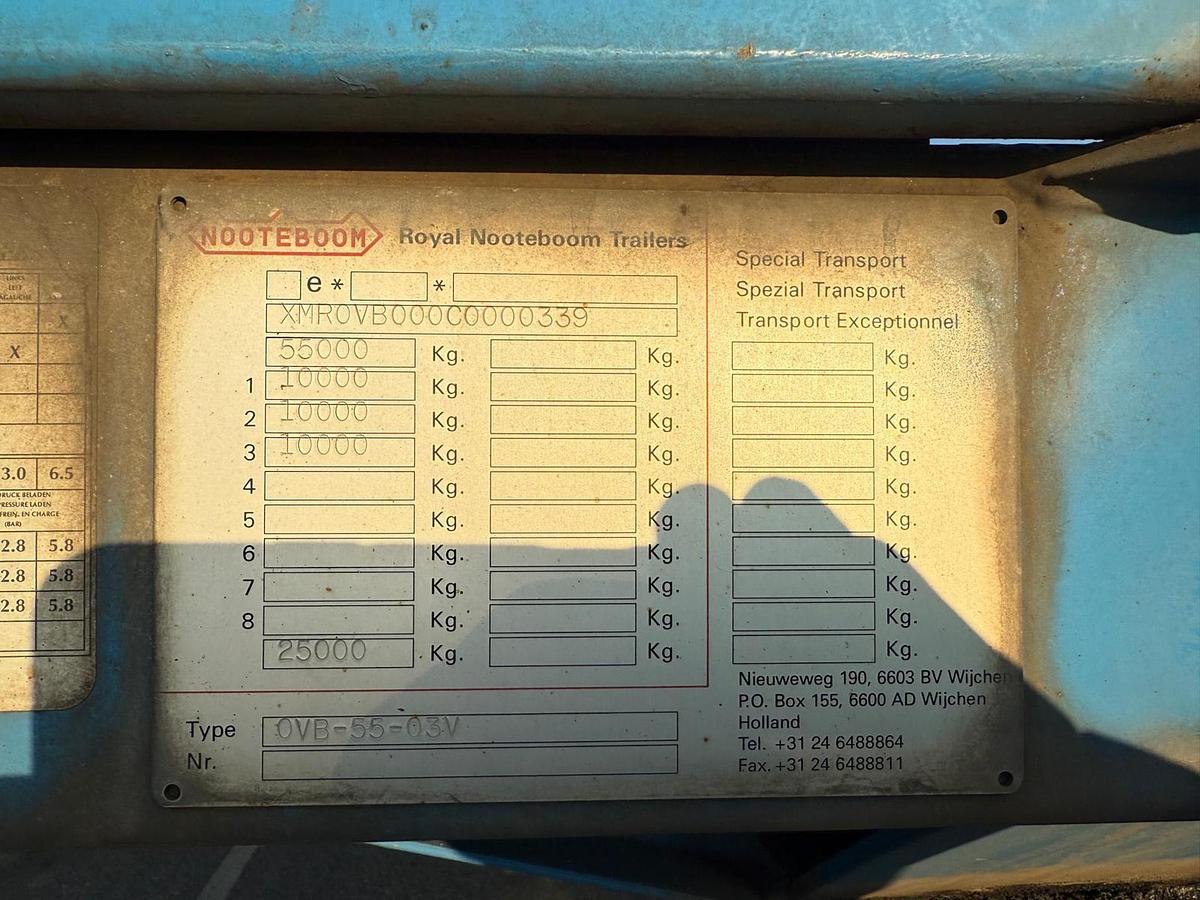 LINKS
LEFT
X
X
3.0 6.5
(BAR)
2.8 5.8
2.8 5.8
2.8 5.8
NOOTEBOOM Royal Nooteboom Trailers
e* *
XMR0VB000C0000339
55000 Kg. Kg.
1 10000 Kg. Kg.
2 10000 Kg. Kg.
3 10000 Kg. Kg.
4 Kg. Kg.
5 Kg. Kg.
6 Kg. Kg.
7 Kg. Kg.
8 Kg. Kg.
25000 Kg. Kg.
Type OVB-55-03V
Nr.
Special Transport
Spezial Transport
Transport Exceptionnel
Kg.
Kg.
Kg.
Kg.
Kg.
Kg.
Kg.
Kg.
Kg.
Kg.
Nieuweweg 190, 6603 BV Wijchen
P.O. Box 155, 6600 AD Wijchen
Holland
Tel. +31 24 6488864
Fax. +31 24 6488811